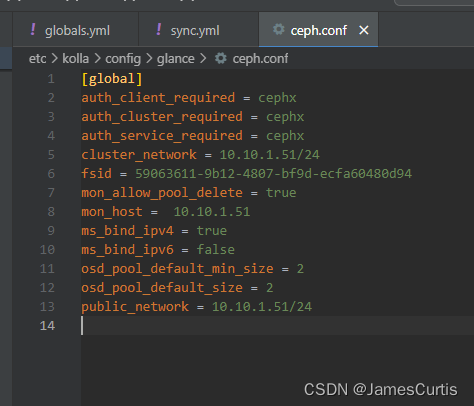 ! globals.yml ! sync.yml ceph.conf ×
etc > kolla > config > glance > ceph.conf
1 [global]
2 auth_client_required = cephx
3 auth_cluster_required = cephx
4 auth_service_required = cephx
5 cluster_network = 10.10.1.51/24
6 fsid = 59063611-9b12-4807-bf9d-ecfa60480d94
7 mon_allow_pool_delete = true
8 mon_host =  10.10.1.51
9 ms_bind_ipv4 = true
10 ms_bind_ipv6 = false
11 osd_pool_default_min_size = 2
12 osd_pool_default_size = 2
13 public_network = 10.10.1.51/24
14
CSDN @JamesCurtis